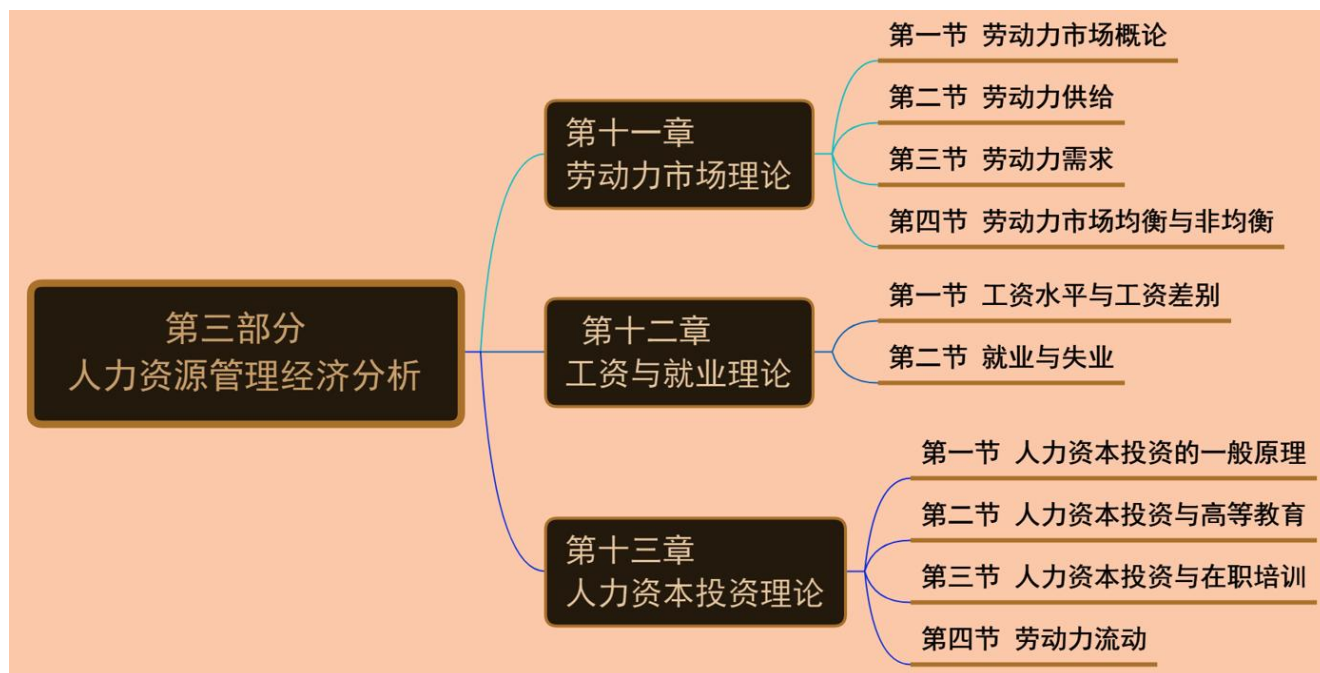 第三部分
人力资源管理经济分析
第十一章
劳动力市场理论
第一节 劳动力市场概论
第二节 劳动力供给
第三节 劳动力需求
第四节 劳动力市场均衡与非均衡
第十二章
工资与就业理论
第一节 工资水平与工资差别
第二节 就业与失业
第十三章
人力资本投资理论
第一节 人力资本投资的一般原理
第二节 人力资本投资与高等教育
第三节 人力资本投资与在职培训
第四节 劳动力流动